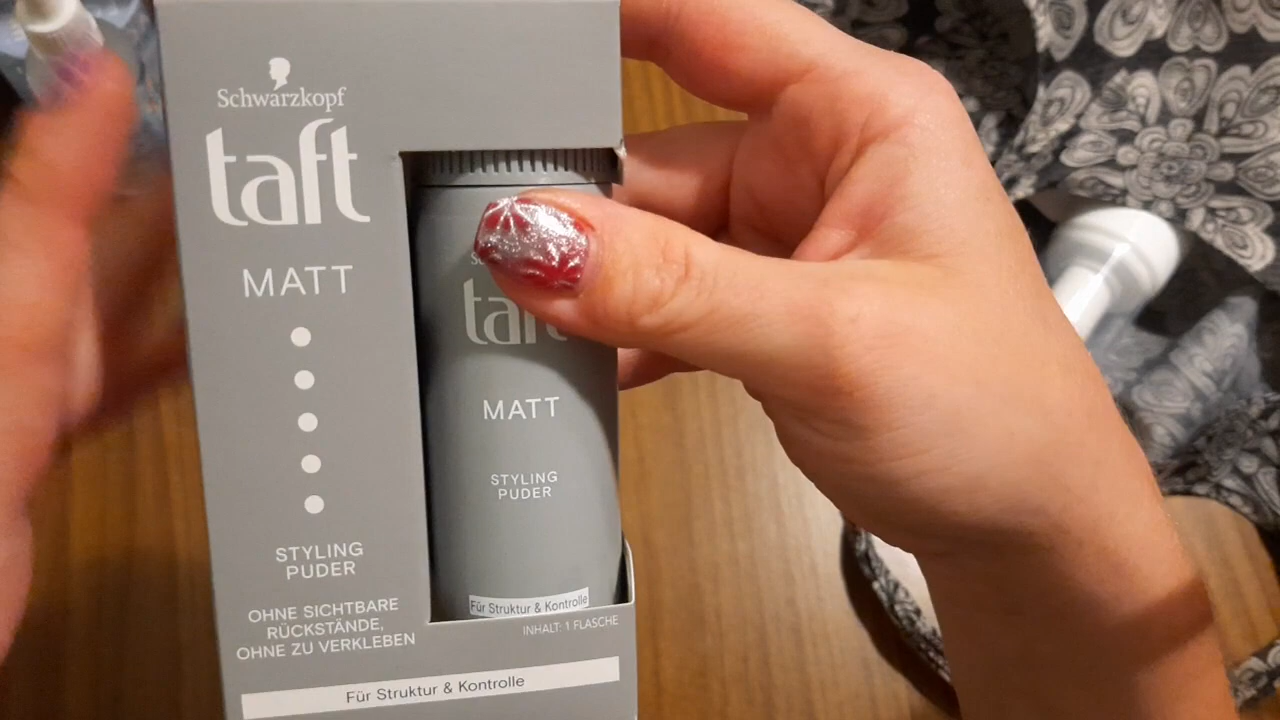 Schwarzkopf
taft
MATT
STYLING
PUDER
OHNE SICHTBARE
RÜCKSTÄNDE,
OHNE ZU VERKLEBEN
Für Struktur & Kontrolle
MATT
STYLING
PUDER
Für Struktur & Kontrolle
INHALT: 1 FLASCHE